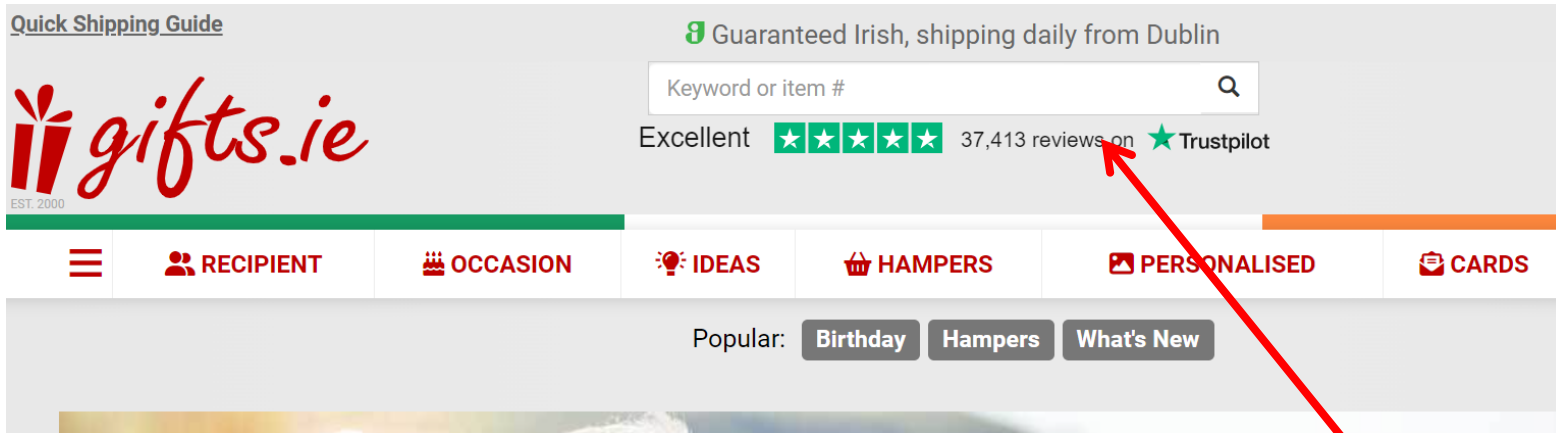 Quick Shipping Guide
Guaranteed Irish, shipping daily from Dublin
gifts.ie
EST. 2000
Keyword or item #
Excellent 37,413 reviews on Trustpilot
RECIPIENT OCCASION IDEAS HAMPERS PERSONALISED CARDS
Popular: Birthday Hampers What's New